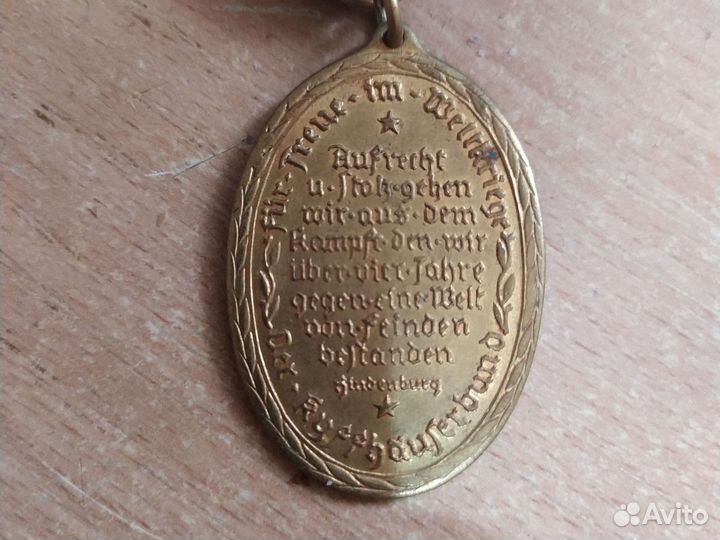 Für · Treue · im · Weltkriege
Aufrecht
u · stolz · gehen
wir · aus · dem
Kampfe · den · wir
über · vier · Jahre
gegen · eine · Welt
von · Feinden
bestanden
Hindenburg
Der · Kyffhäuserbund
Avito